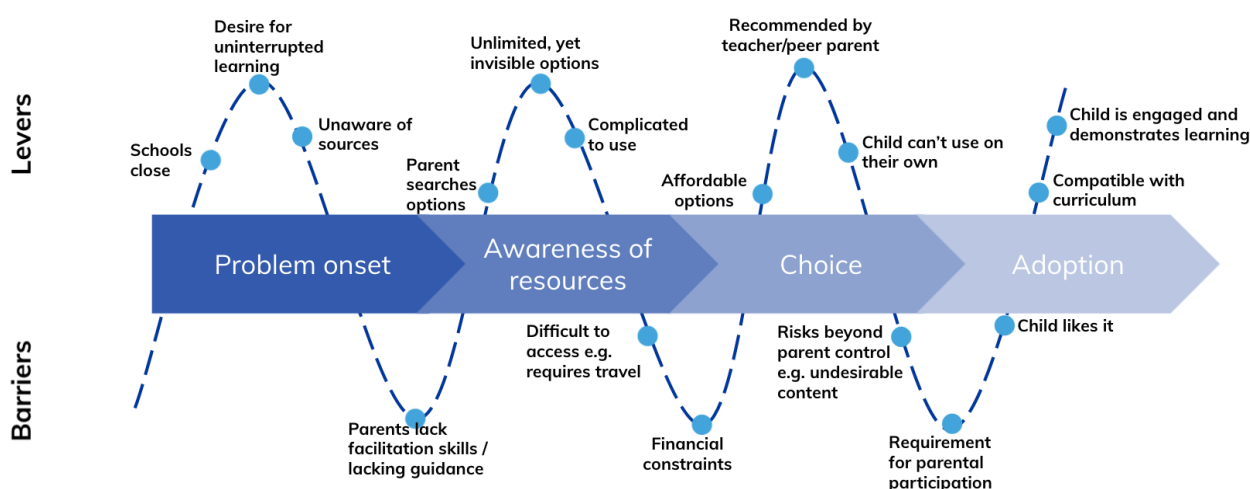 Levers
Desire for
uninterrupted
learning
Schools
close
Unaware of
sources
Unlimited, yet
invisible options
Parent
searches
options
Complicated
to use
Recommended by
teacher/peer parent
Affordable
options
Child can’t use on
their own
Child is engaged and
demonstrates learning
Compatible with
curriculum
Problem onset
Awareness of
resources
Choice
Adoption
Barriers
Parents lack
facilitation skills /
lacking guidance
Difficult to
access e.g.
requires travel
Financial
constraints
Risks beyond
parent control
e.g. undesirable
content
Requirement
for parental
participation
Child likes it